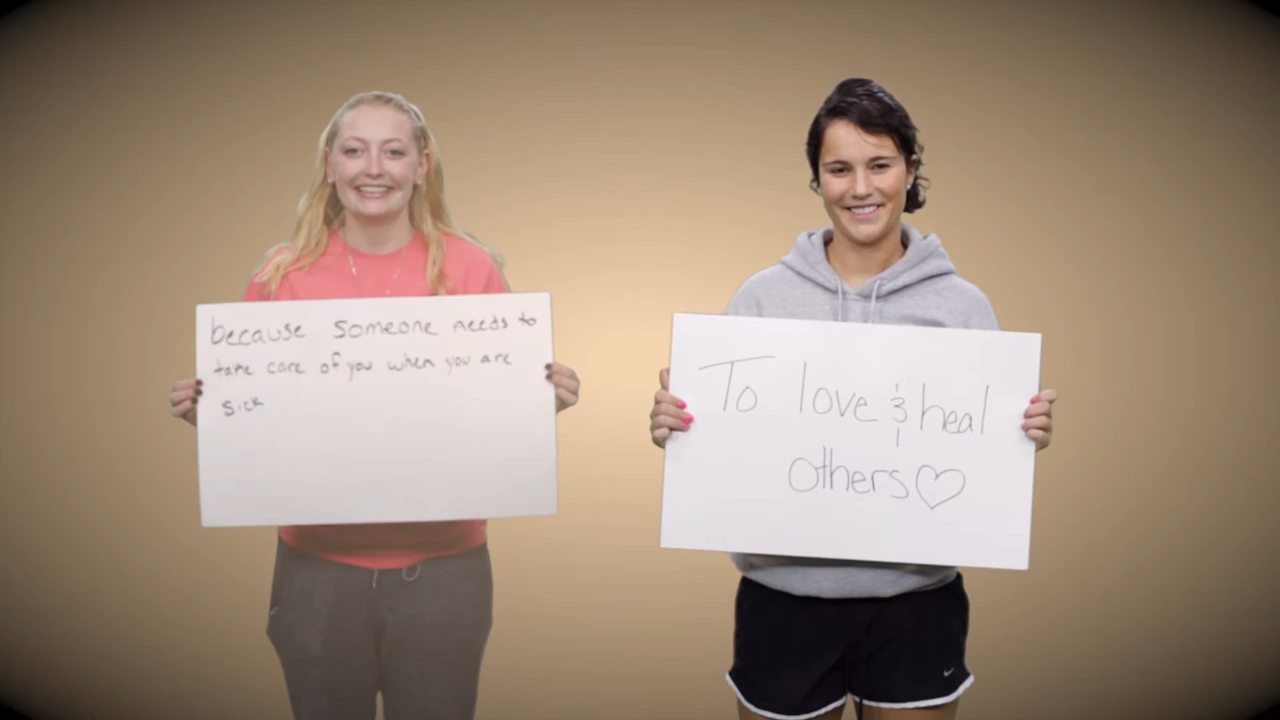 because someone needs to
take care of you when you are
sick
To love & heal
others♡